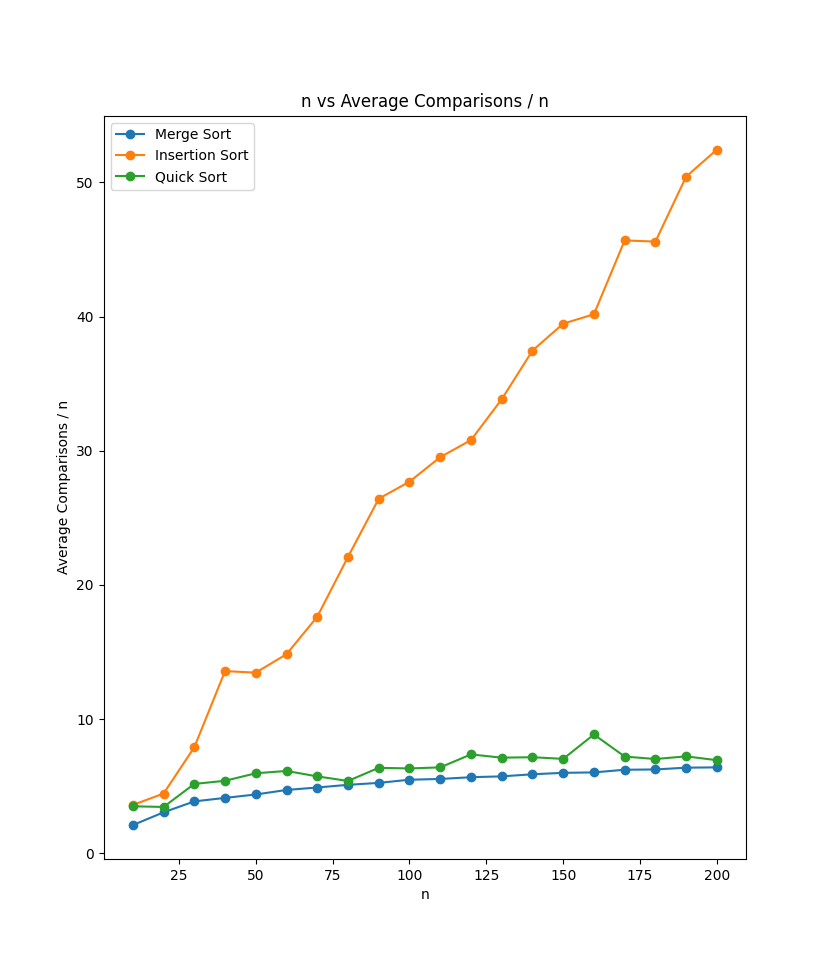 n vs Average Comparisons / n
Merge Sort
Insertion Sort
Quick Sort
50
40
30
20
10
0
Average Comparisons / n
25 50 75 100 125 150 175 200
n